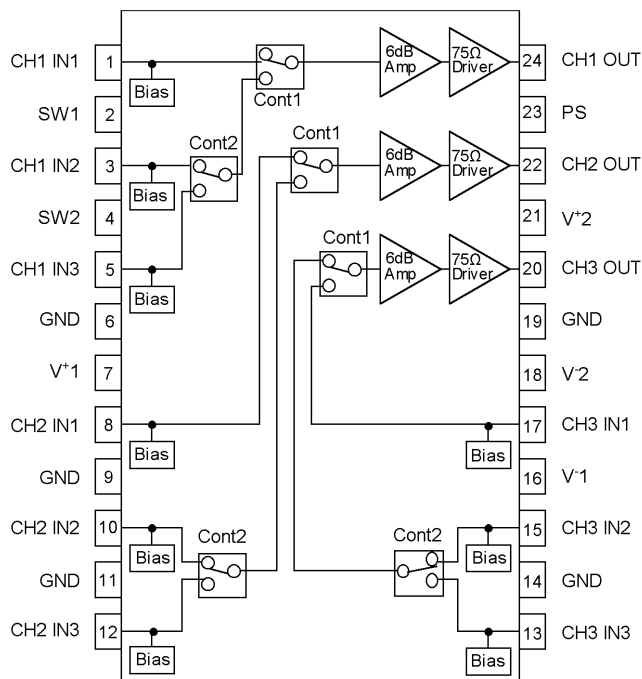 CH1 IN1 1 Bias Cont1 6dB Amp 75Ω Driver 24 CH1 OUT
SW1 2 23 PS
Cont2 Cont1
CH1 IN2 3 Bias 6dB Amp 75Ω Driver 22 CH2 OUT
SW2 4 21 V+2
Cont1
CH1 IN3 5 Bias 6dB Amp 75Ω Driver 20 CH3 OUT
GND 6 19 GND
V+1 7 18 V-2
CH2 IN1 8 Bias Bias 17 CH3 IN1
GND 9 16 V-1
CH2 IN2 10 Bias Cont2 Cont2 Bias 15 CH3 IN2
GND 11 14 GND
CH2 IN3 12 Bias Bias 13 CH3 IN3